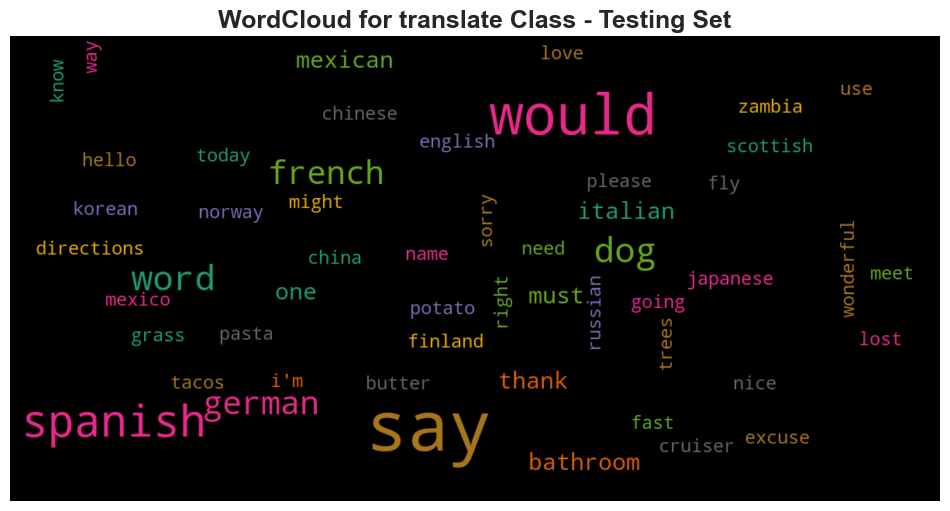 WordCloud for translate Class - Testing Set
way
know
mexican
love
use
chinese
would
zambia
english
scottish
hello
today
french
please
fly
korean
norway
might
sorry
italian
directions
china
name
need
dog
wonderful
word
one
japanese
meet
mexico
potato
right
must
russian
going
grass
pasta
finland
trees
lost
tacos
i'm
butter
thank
nice
spanish
german
say
fast
cruiser
excuse
bathroom